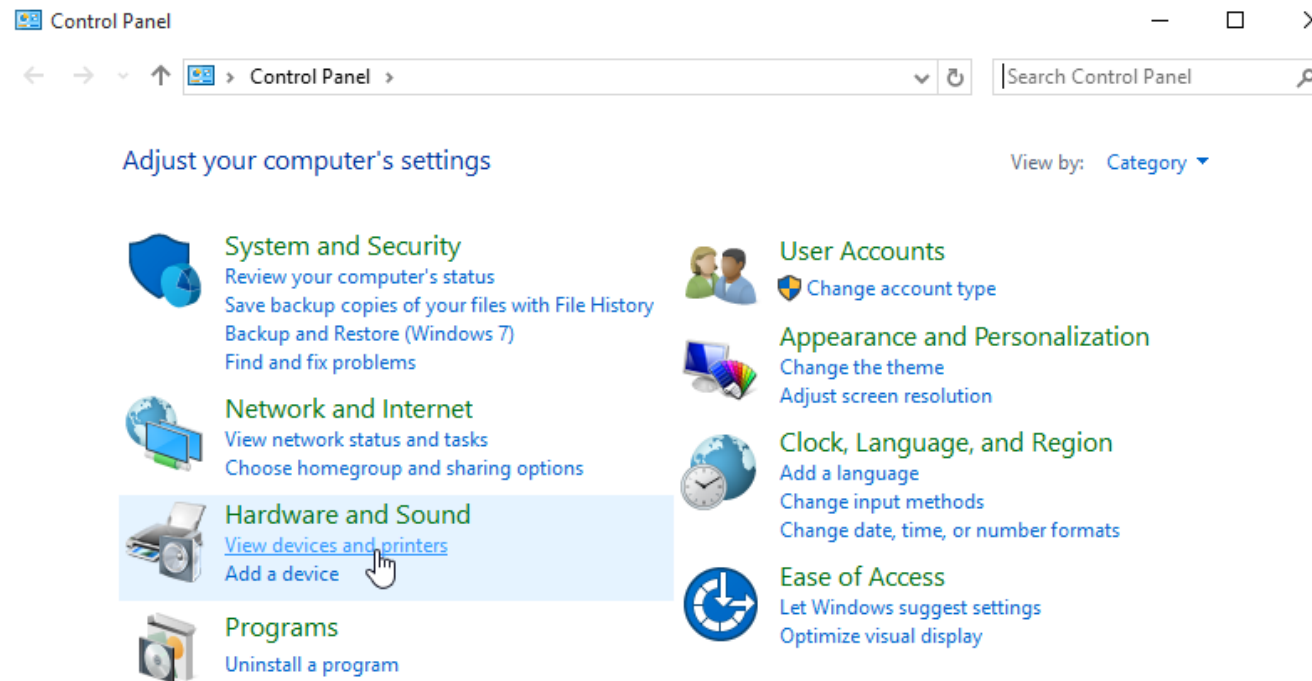 Control Panel
Control Panel
Search Control Panel
Adjust your computer's settings
View by: Category
System and Security
Review your computer's status
Save backup copies of your files with File History
Backup and Restore (Windows 7)
Find and fix problems
Network and Internet
View network status and tasks
Choose homegroup and sharing options
Hardware and Sound
View devices and printers
Add a device
Programs
Uninstall a program
User Accounts
Change account type
Appearance and Personalization
Change the theme
Adjust screen resolution
Clock, Language, and Region
Add a language
Change input methods
Change date, time, or number formats
Ease of Access
Let Windows suggest settings
Optimize visual display